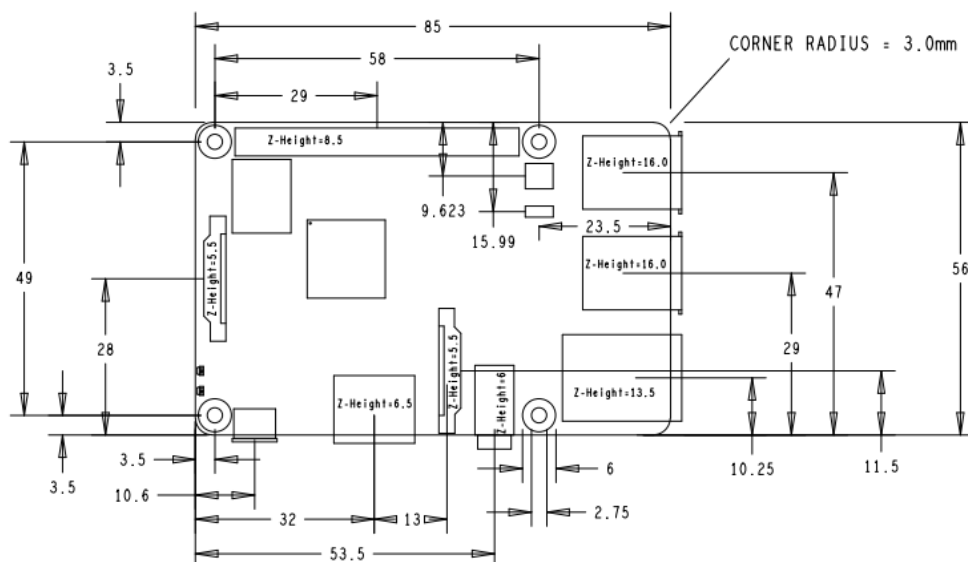 85
CORNER RADIUS = 3.0mm
58
3.5
29
Z-Height=8.5
Z-Height=16.0
9.623
23.5
15.99
Z-Height=5.5
Z-Height=16.0
49
47
56
28
29
Z-Height=5.5
Z-Height=6
Z-Height=6.5
Z-Height=13.5
3.5
3.5
10.6
6
10.25
11.5
32
13
2.75
53.5